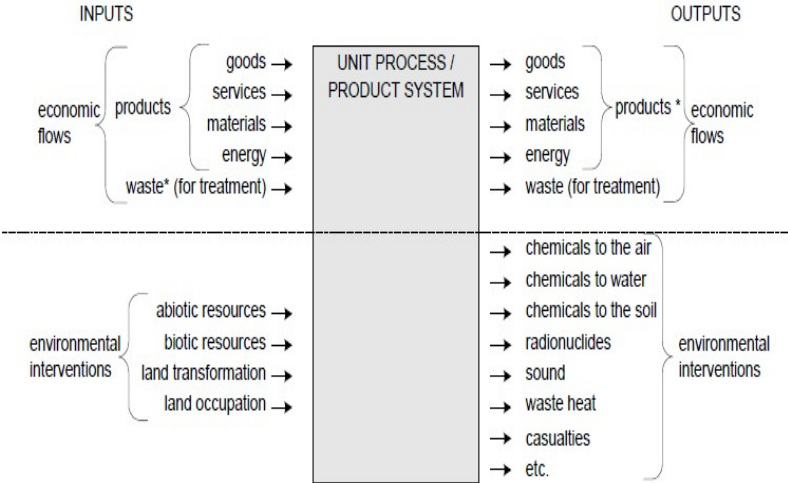 INPUTS
OUTPUTS
UNIT PROCESS /
PRODUCT SYSTEM
economic
flows
products
goods
services
materials
energy
waste* (for treatment)
goods
services
materials
energy
waste (for treatment)
products *
economic
flows
environmental
interventions
abiotic resources
biotic resources
land transformation
land occupation
chemicals to the air
chemicals to water
chemicals to the soil
radionuclides
sound
waste heat
casualties
etc.
environmental
interventions